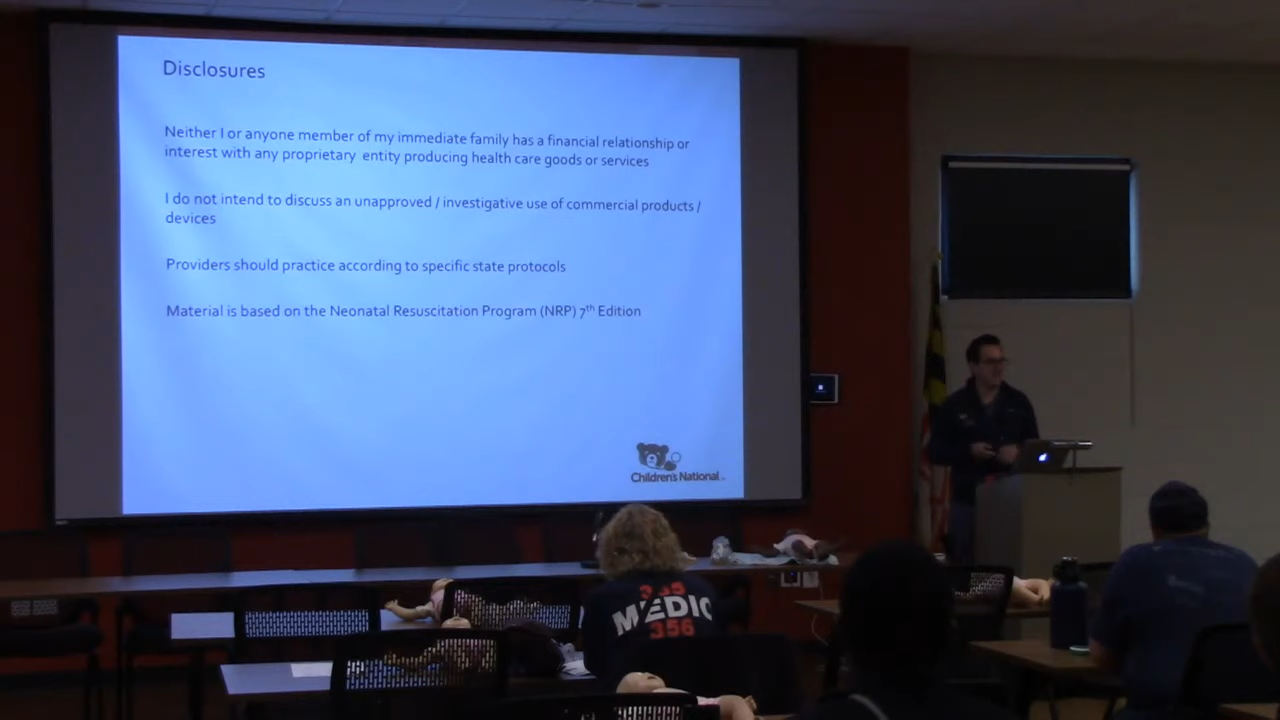 Disclosures
Neither I or anyone member of my immediate family has a financial relationship or
interest with any proprietary entity producing health care goods or services
I do not intend to discuss an unapproved / investigative use of commercial products /
devices
Providers should practice according to specific state protocols
Material is based on the Neonatal Resuscitation Program (NRP) 7th Edition
Children's National
MEDIC
356